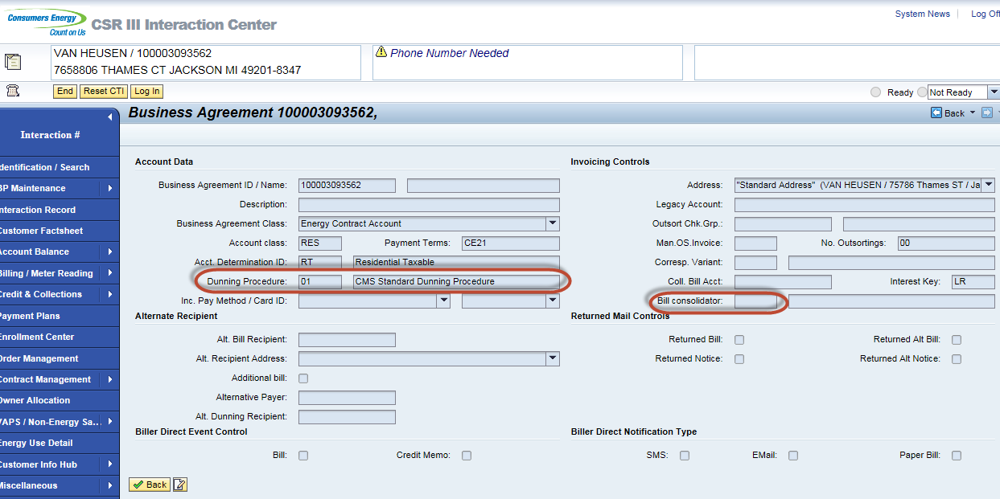 Consumers Energy
Count on Us
CSR III Interaction Center
System News
Log Off
VAN HEUSEN / 100003093562
7658806 THAMES CT JACKSON MI 49201-8347
Phone Number Needed
End Reset CTI Log In
Ready Not Ready
Business Agreement 100003093562,
Back
Interaction #
dentification / Search
BP Maintenance
nteraction Record
Customer Factsheet
Account Balance
Billing / Meter Reading
Credit & Collections
Payment Plans
Enrollment Center
Order Management
Contract Management
Owner Allocation
VAPS / Non-Energy Sa...
Energy Use Detail
Customer Info Hub
Miscellaneous
Account Data
Business Agreement ID / Name: 100003093562
Description:
Business Agreement Class: Energy Contract Account
Account class: RES Payment Terms: CE21
Acct. Determination ID: RT Residential Taxable
Dunning Procedure: 01 CMS Standard Dunning Procedure
Inc. Pay Method / Card ID:
Alternate Recipient
Alt. Bill Recipient:
Alt. Recipient Address:
Additional bill:
Alternative Payer:
Alt. Dunning Recipient:
Biller Direct Event Control
Bill: Credit Memo:
Back
Invoicing Controls
Address: "Standard Address" (VAN HEUSEN / 75786 Thames ST / Ja
Legacy Account:
Outsort Chk.Grp.:
Man.OS.Invoice: No. Outsortings: 00
Corresp. Variant:
Coll. Bill Acct: Interest Key: LR
Bill consolidator:
Returned Mail Controls
Returned Bill: Returned Alt Bill:
Returned Notice: Returned Alt Notice:
Biller Direct Notification Type
SMS: EMail: Paper Bill: